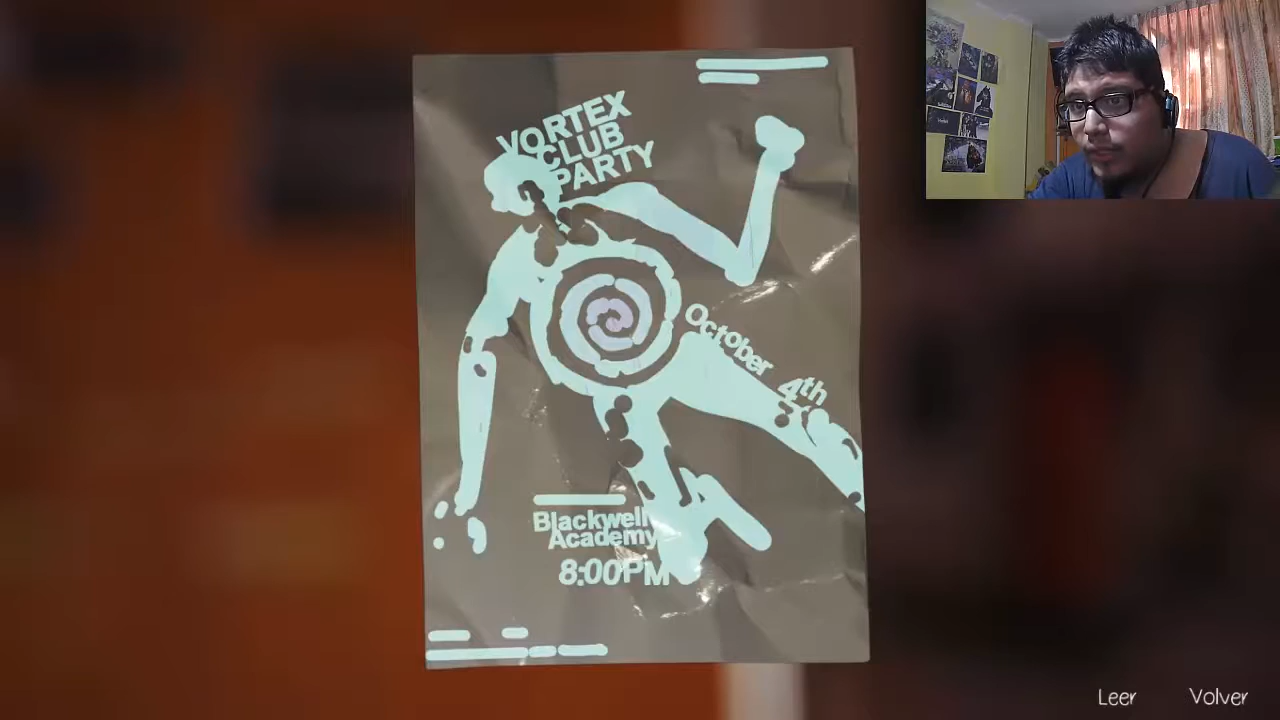 VORTEX
CLUB
PARTY
October 4th
Blackwell
Academy
8:00PM
Leer
Volver